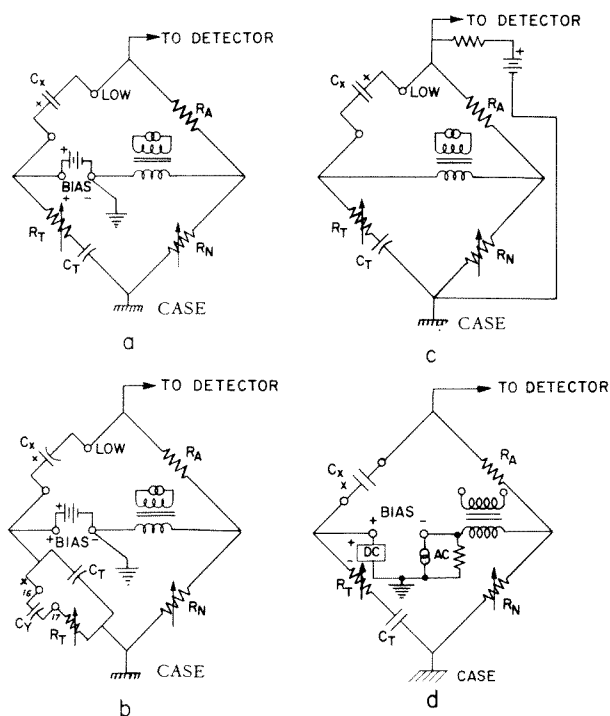 TO DETECTOR
Cx
x
LOW
RA
+
BIAS
+ -
RT
CT
RN
CASE
a
TO DETECTOR
+
Cx
x
LOW
RA
RT
CT
RN
CASE
c
TO DETECTOR
Cx
x
LOW
RA
+
+BIAS-
CT
x
16
CY
17
RT
RN
CASE
b
TO DETECTOR
Cx
x
RA
BIAS
+ -
+
DC
-
AC
RT
CT
RN
CASE
d